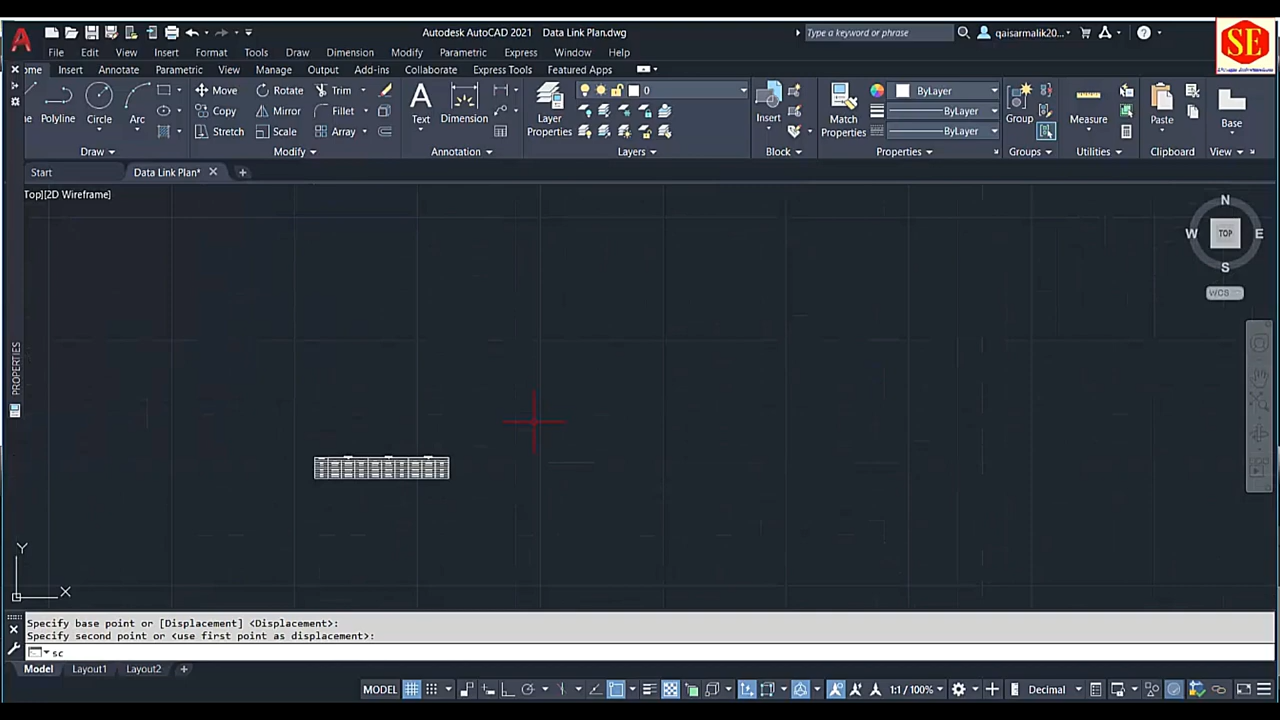 Autodesk AutoCAD 2021 Data Link Plan.dwg
Type a keyword or phrase
qaisarmalik20...
SE
File Edit View Insert Format Tools Draw Dimension Modify Parametric Express Window Help
ome Insert Annotate Parametric View Manage Output Add-ins Collaborate Express Tools Featured Apps
Move Rotate Trim
0
ByLayer
Copy Mirror Fillet
ByLayer
Stretch Scale Array
ByLayer
Polyline Circle Arc
Text Dimension
Layer Properties
Insert
Match Properties
Group
Measure
Paste
Base
Draw Modify Annotation Layers Block Properties Groups Utilities Clipboard View
Start Data Link Plan*
Top][2D Wireframe]
N
W TOP E
S
WCS
PROPERTIES
Y
X
Specify base point or [Displacement] <Displacement>:
Specify second point or <use first point as displacement>:
sc
Model Layout1 Layout2 +
MODEL 1:1 / 100% Decimal